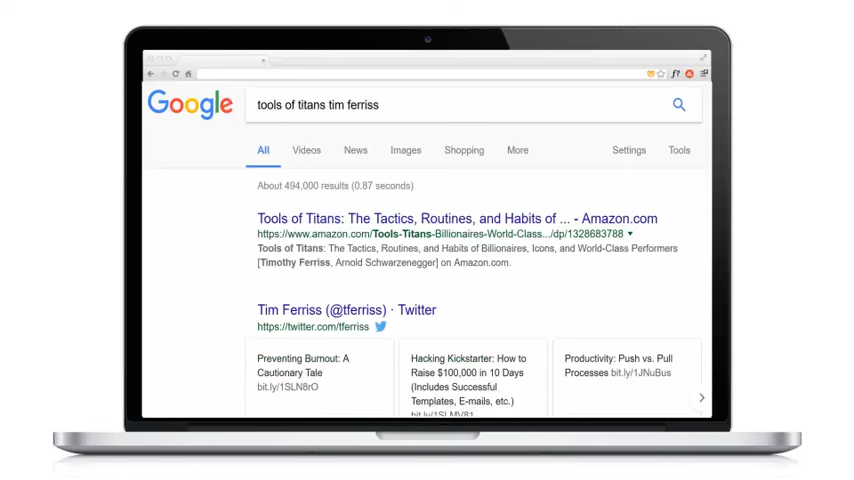 Google
tools of titans tim ferriss
All Videos News Images Shopping More Settings Tools
About 494,000 results (0.87 seconds)
Tools of Titans: The Tactics, Routines, and Habits of ... - Amazon.com
https://www.amazon.com/Tools-Titans-Billionaires-World-Class.../dp/1328683788
Tools of Titans: The Tactics, Routines, and Habits of Billionaires, Icons, and World-Class Performers
[Timothy Ferriss, Arnold Schwarzenegger] on Amazon.com.
Tim Ferriss (@tferriss) · Twitter
https://twitter.com/tferriss
Preventing Burnout: A
Cautionary Tale
bit.ly/1SLN8rO
Hacking Kickstarter: How to
Raise $100,000 in 10 Days
(Includes Successful
Templates, E-mails, etc.)
Productivity: Push vs. Pull
Processes bit.ly/1JNuBus